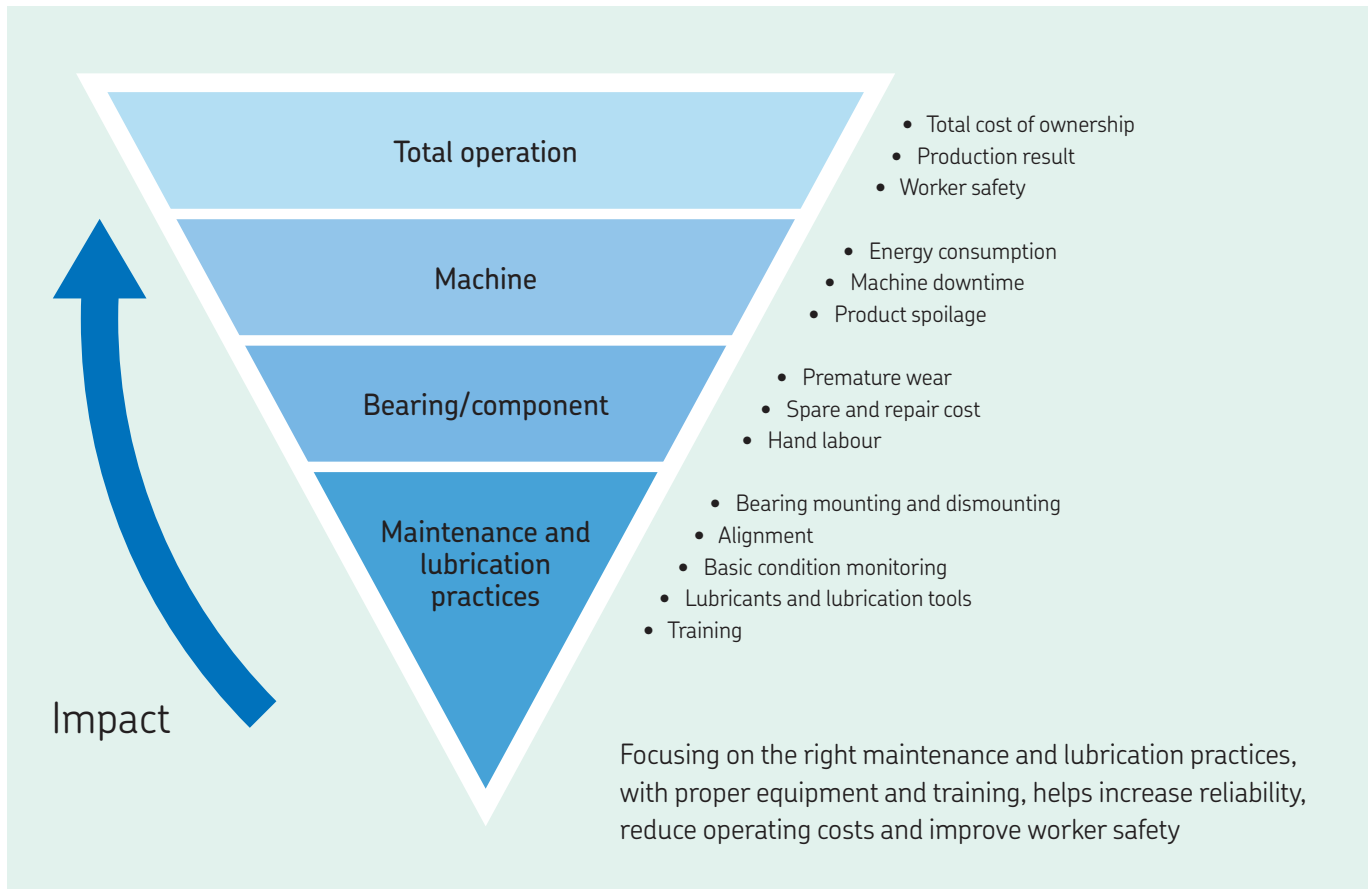 Total operation
• Total cost of ownership
• Production result
• Worker safety
Machine
• Energy consumption
• Machine downtime
• Product spoilage
Bearing/component
• Premature wear
• Spare and repair cost
• Hand labour
Maintenance and
lubrication
practices
• Bearing mounting and dismounting
• Alignment
• Basic condition monitoring
• Lubricants and lubrication tools
• Training
Impact
Focusing on the right maintenance and lubrication practices,
with proper equipment and training, helps increase reliability,
reduce operating costs and improve worker safety